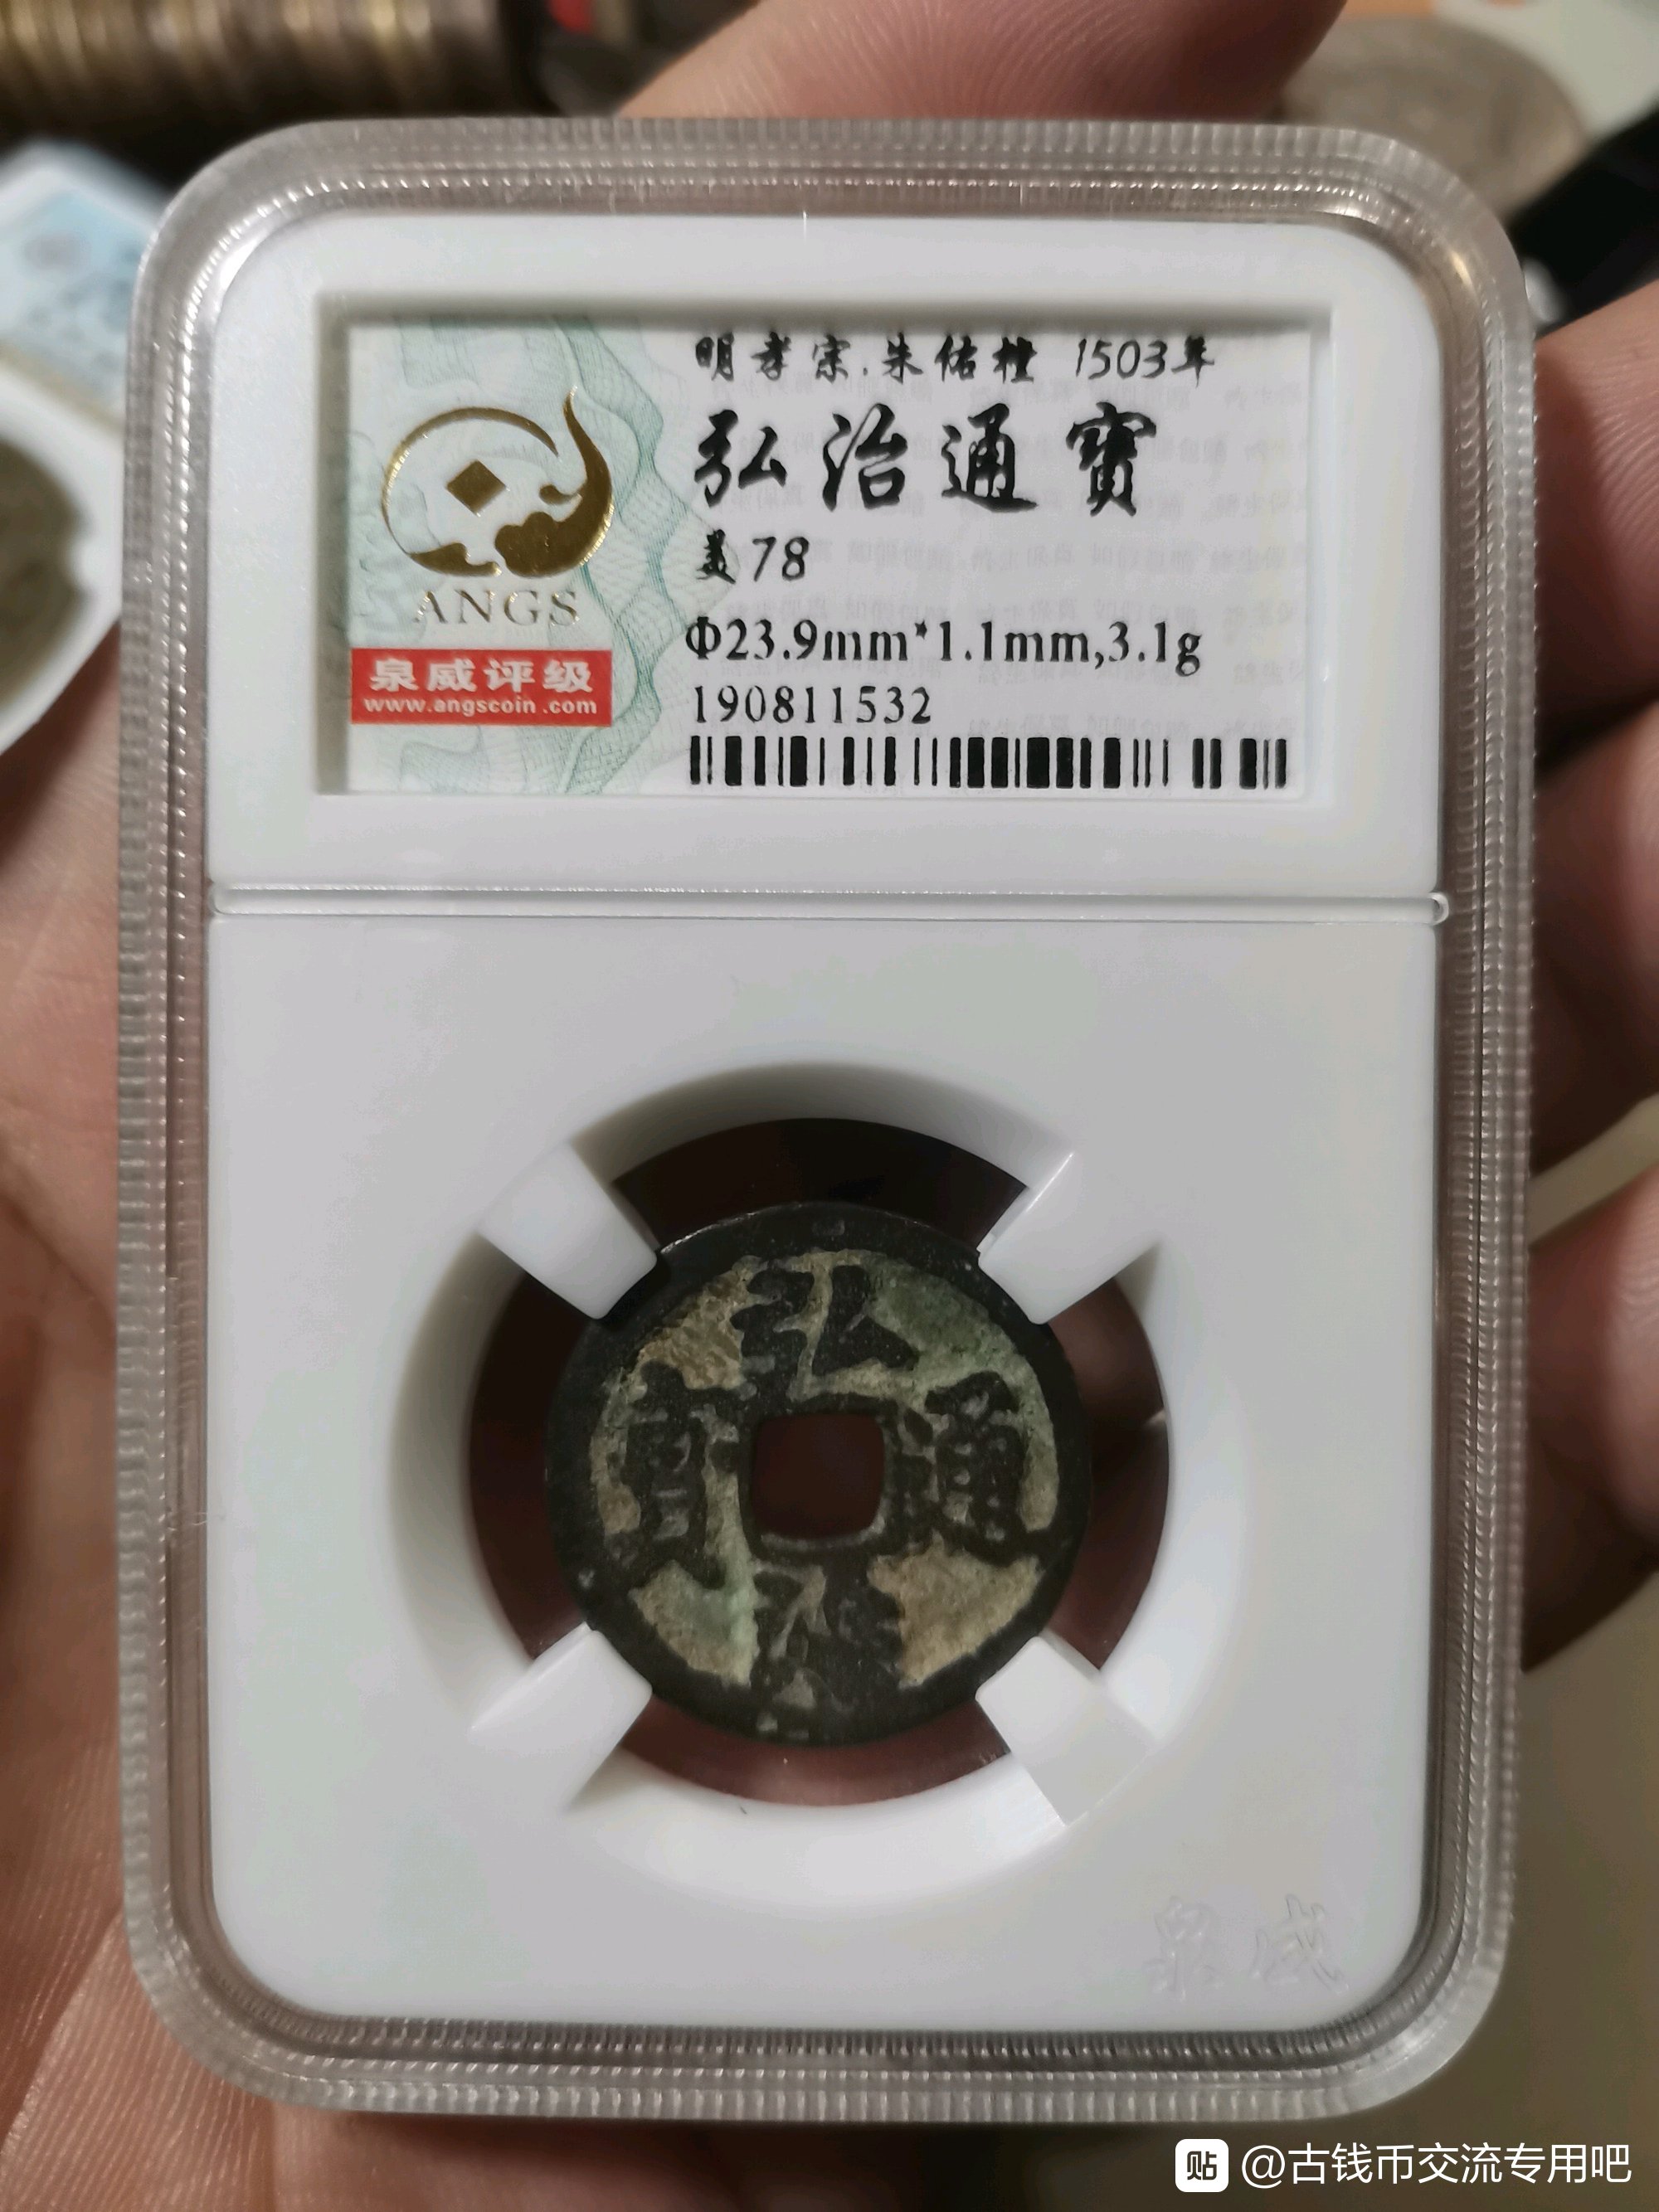 明孝宗.朱佑樘 1503年
弘治通寶
美78
Φ23.9mm*1.1mm,3.1g
190811532
ANGS
泉威评级
www.angscoin.com
弘
寶 通
治
泉威
贴 @古钱币交流专用吧